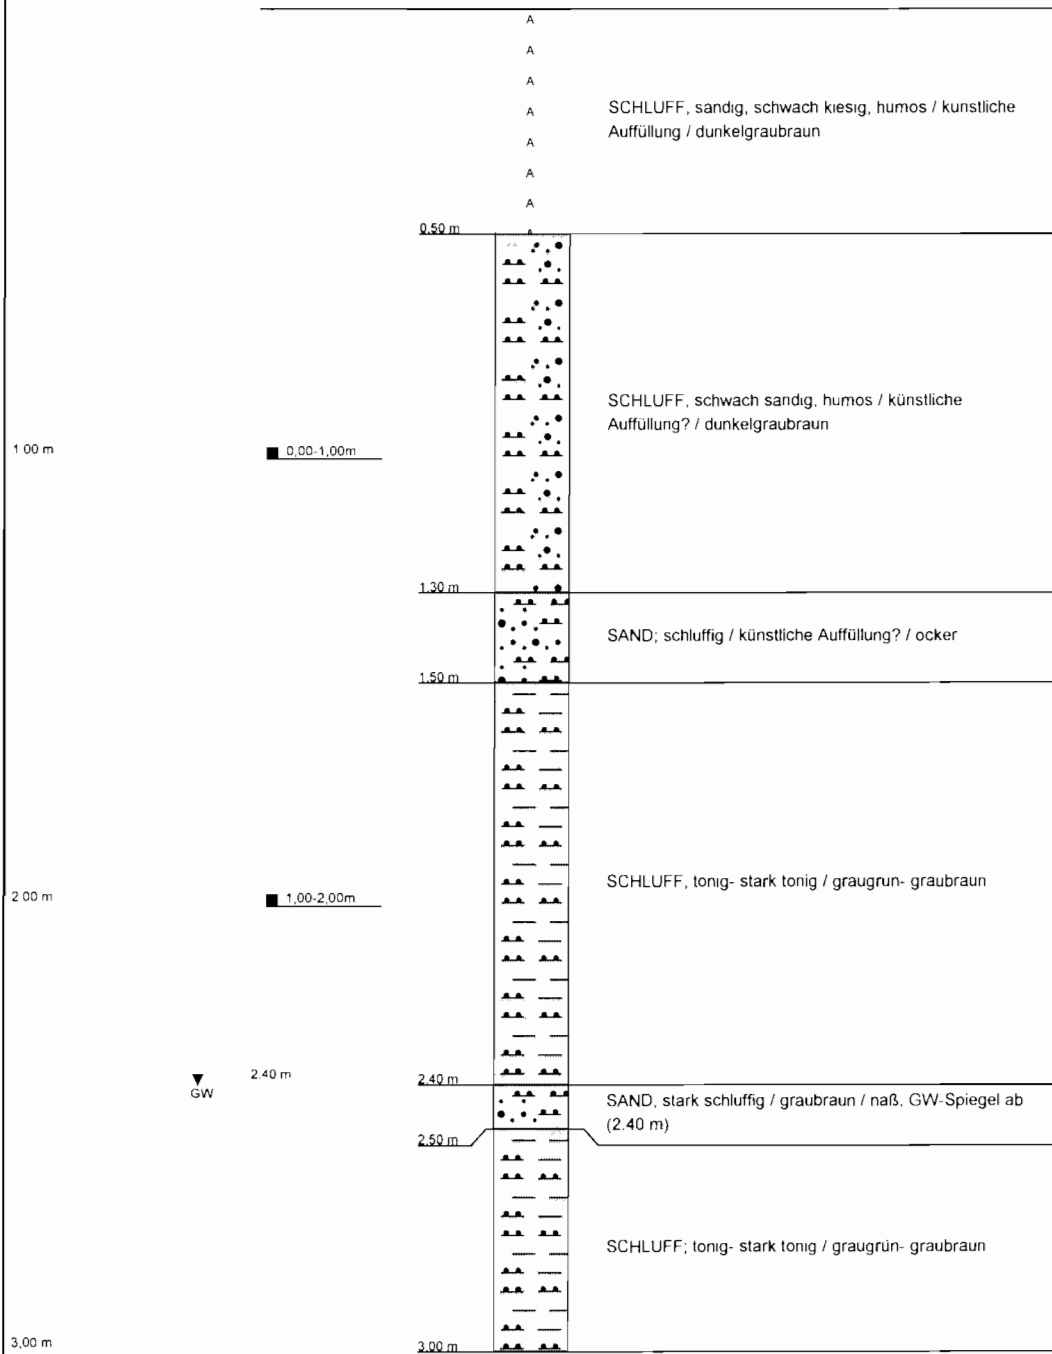 A
A
A
A
A
A
A
SCHLUFF, sandig, schwach kiesig, humos / kunstliche
Auffüllung / dunkelgraubraun
0.50 m
SCHLUFF, schwach sandig, humos / künstliche
Auffüllung? / dunkelgraubraun
1 00 m
0,00-1,00m
1.30 m
SAND; schluffig / künstliche Auffüllung? / ocker
1.50 m
SCHLUFF, tonig- stark tonig / graugrun- graubraun
2 00 m
1,00-2,00m
2.40 m
GW
2.40 m
SAND, stark schluffig / graubraun / naß, GW-Spiegel ab
(2.40 m)
2.50 m
SCHLUFF; tonig- stark tonig / graugrün- graubraun
3,00 m
3.00 m